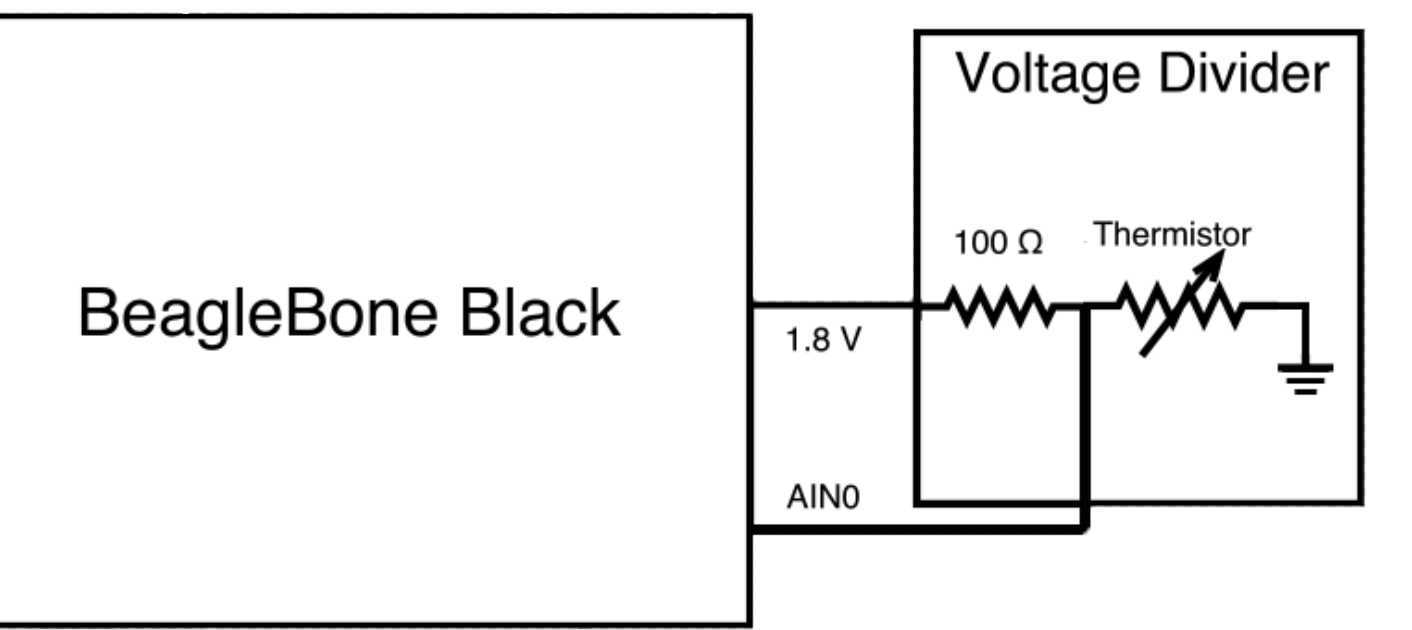 Voltage Divider
100 Ω
Thermistor
BeagleBone Black
1.8 V
AIN0